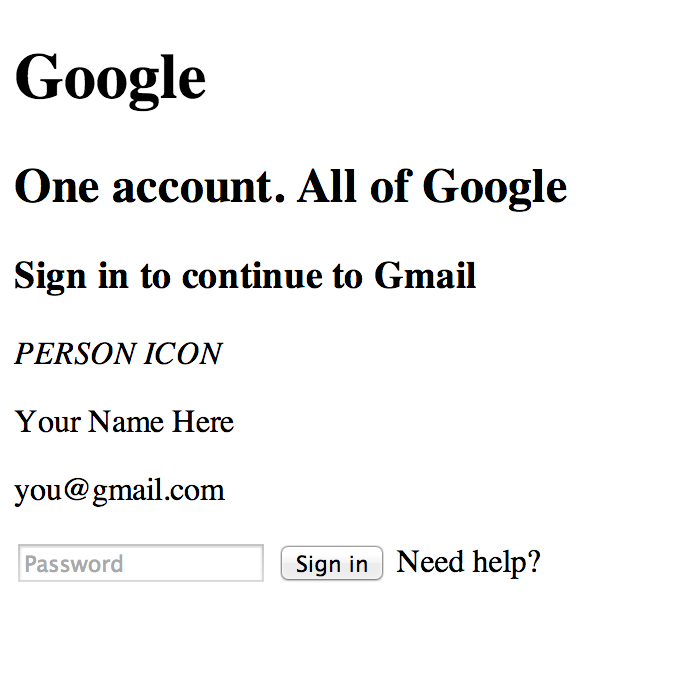 Google
One account. All of Google
Sign in to continue to Gmail
PERSON ICON
Your Name Here
you@gmail.com
Password Sign in Need help?